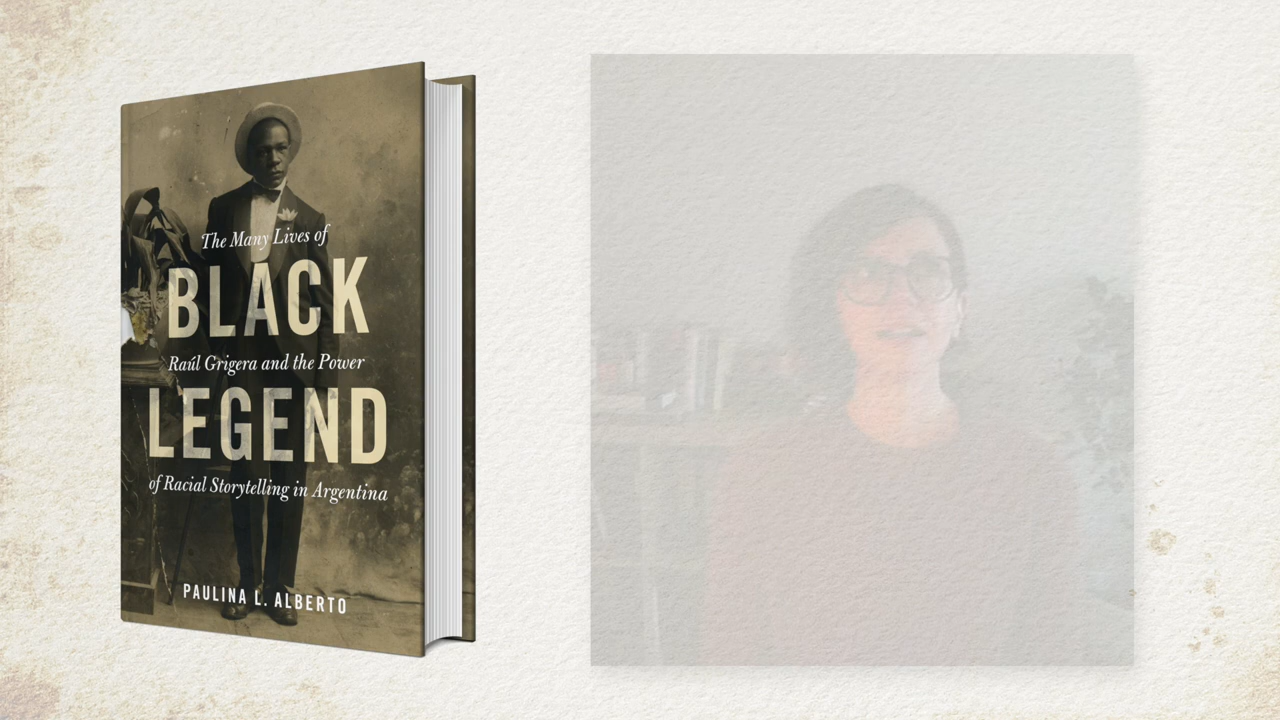 The Many Lives of
BLACK
Raúl Grigera and the Power
LEGEND
of Racial Storytelling in Argentina
PAULINA L. ALBERTO